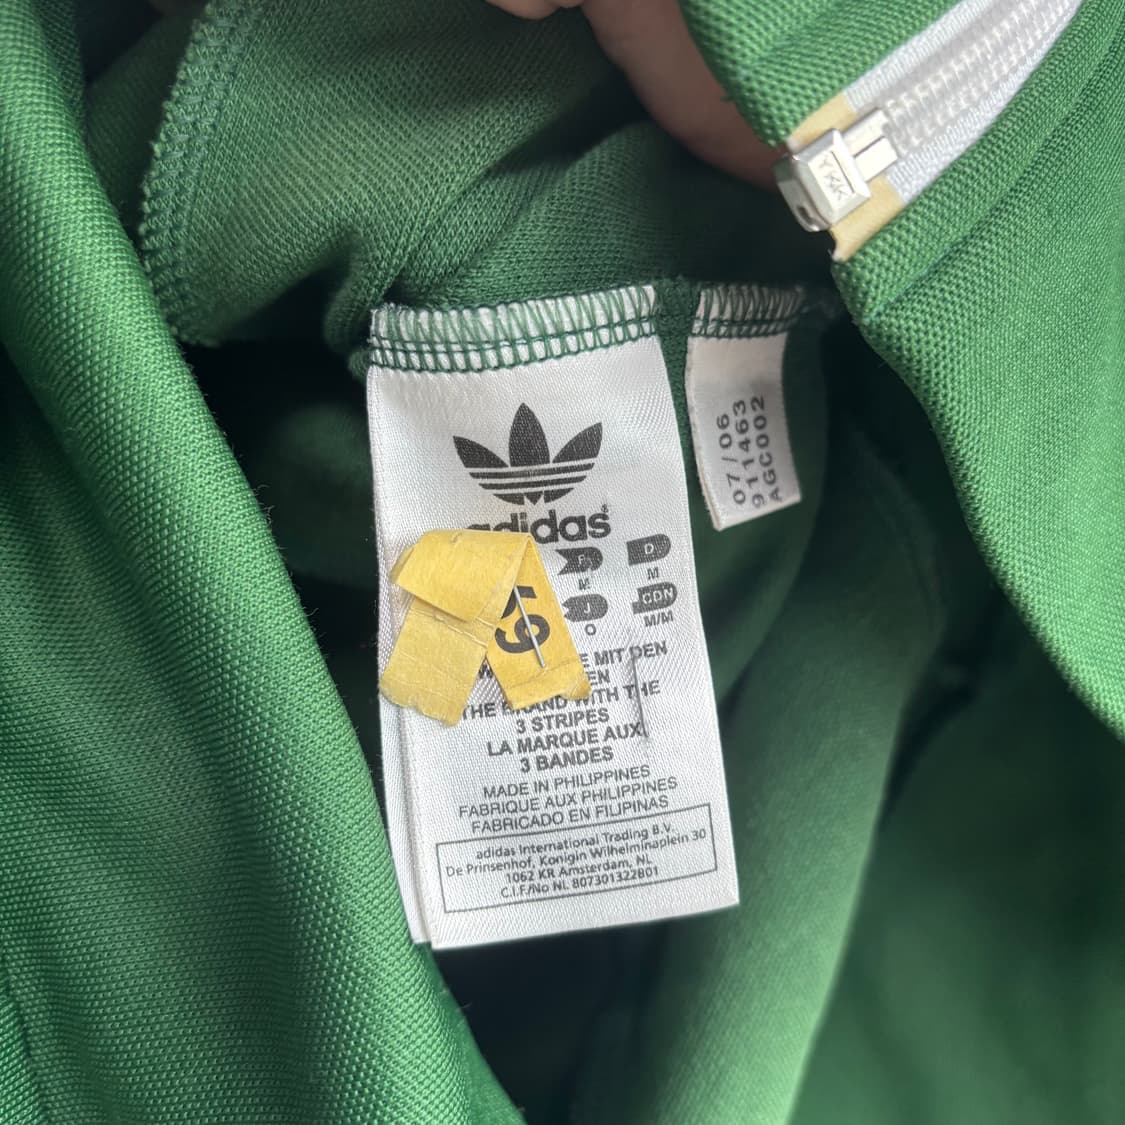 YKK
adidas
D
M
M
CDN
O
M/M
MIT DEN
THE BRAND WITH THE
3 STRIPES
LA MARQUE AUX
3 BANDES
MADE IN PHILIPPINES
FABRIQUE AUX PHILIPPINES
FABRICADO EN FILIPINAS
adidas International Trading B.V.
De Prinsenhof, Konigin Wilhelminaplein 30
1062 KR Amsterdam, NL
C.I.F./No NL 807301322B01
07/06
911463
AGC002